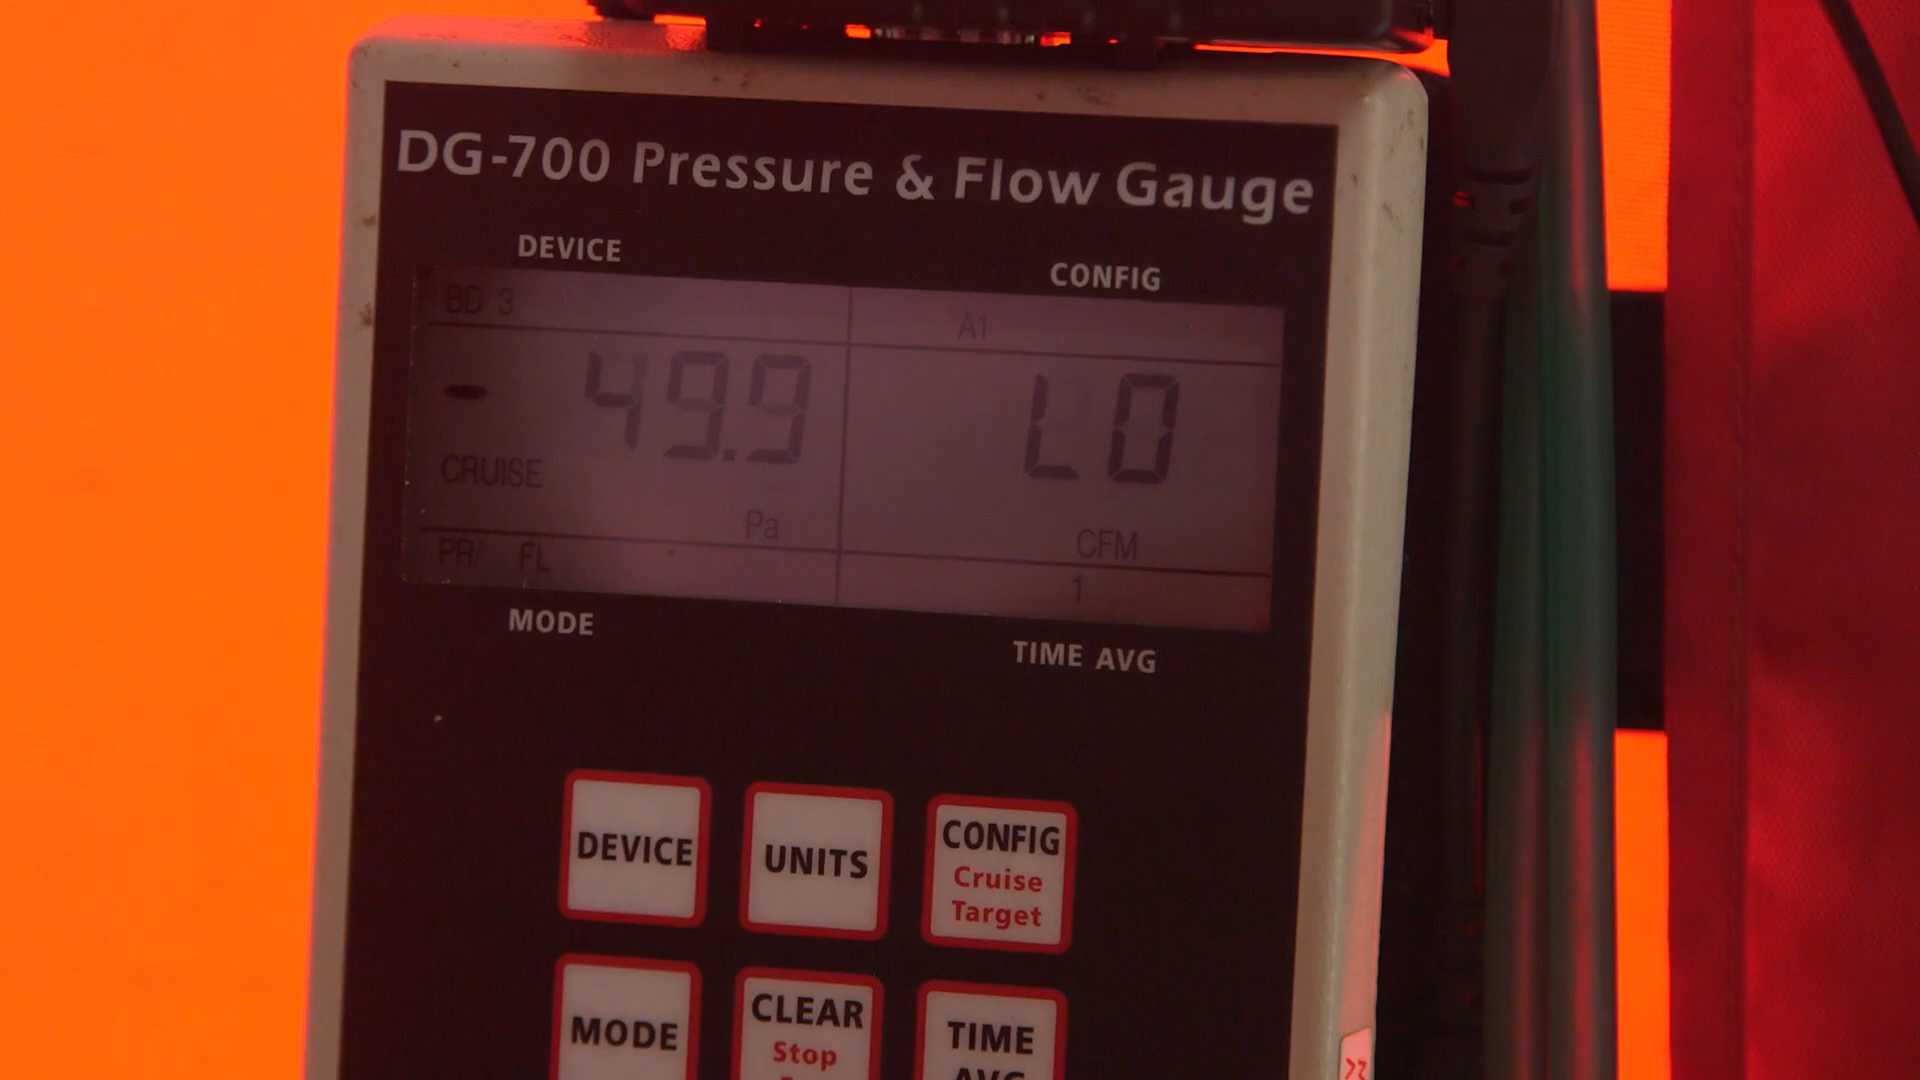 DG-700 Pressure & Flow Gauge
DEVICE
CONFIG
BD 3
A1
- 49.9
LO
CRUISE
Pa
CFM
PR/ FL
1
MODE
TIME AVG
DEVICE
UNITS
CONFIG
Cruise
Target
MODE
CLEAR
Stop
TIME
AVG